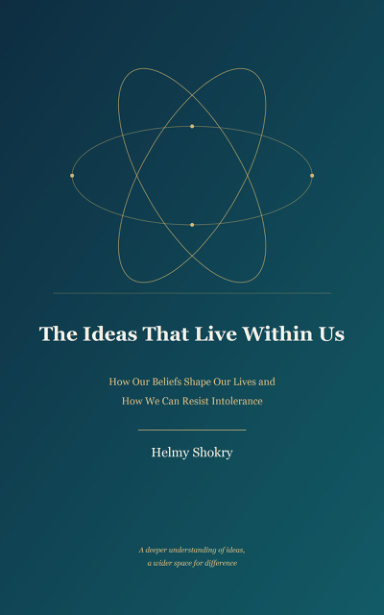 The Ideas That Live Within Us
How Our Beliefs Shape Our Lives and
How We Can Resist Intolerance
Helmy Shokry
A deeper understanding of ideas,
a wider space for difference